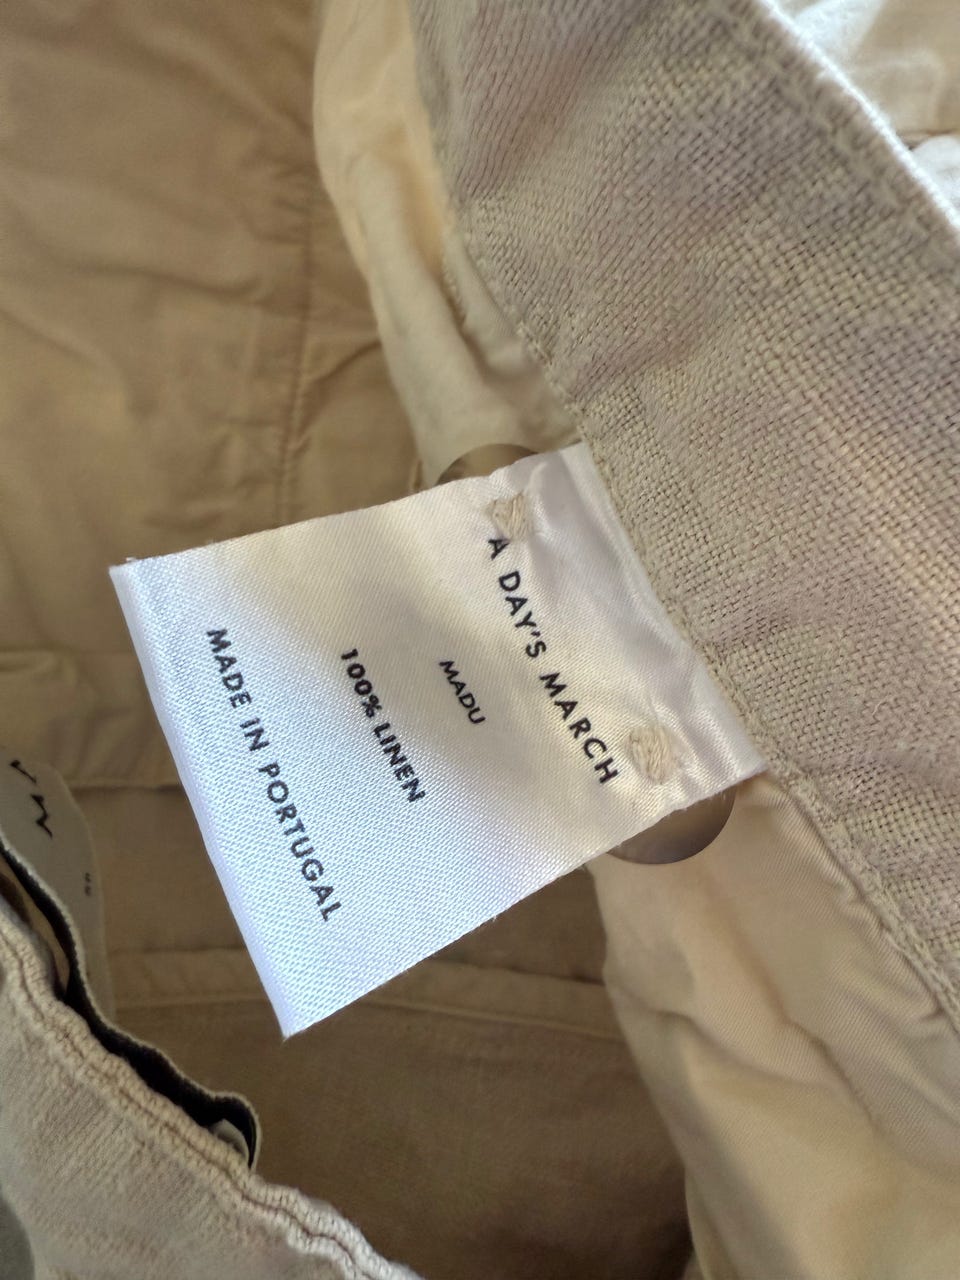 A DAY'S MARCH
MADU
100% LINEN
MADE IN PORTUGAL